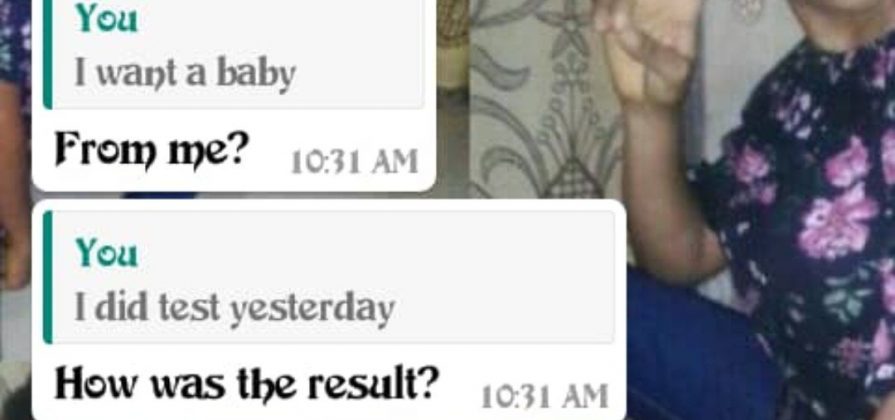 You
I want a baby
From me?
10:31 AM
You
I did test yesterday
How was the result?
10:31 AM